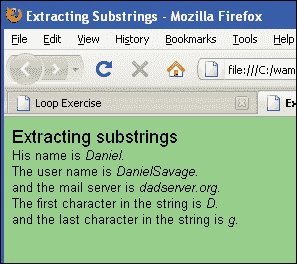 Extracting Substrings - Mozilla Firefox
File Edit View History Bookmarks Tools Window
file:///C:/wam
Loop Exercise Ex
Extracting substrings
His name is Daniel.
The user name is DanielSavage.
and the mail server is dadserver.org.
The first character in the string is D.
and the last character in the string is g.